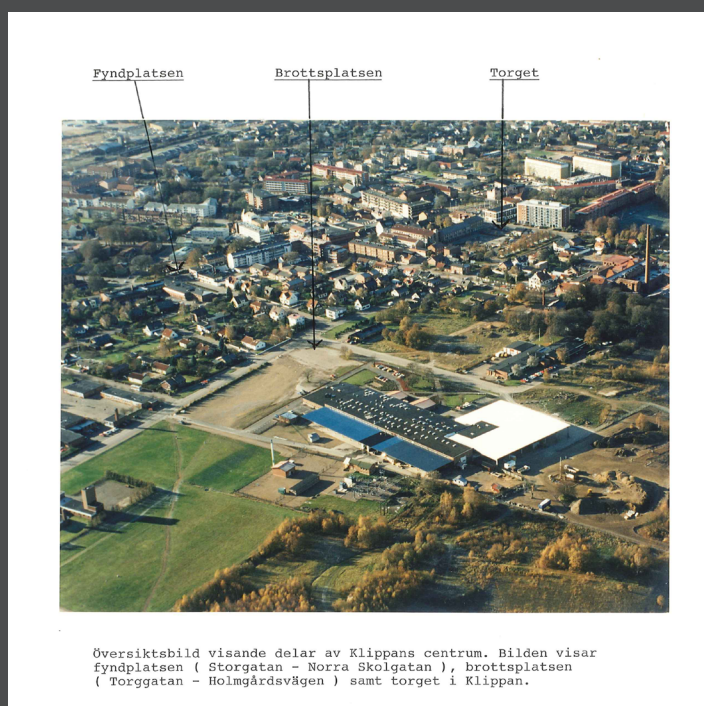 Fyndplatsen Brottsplatsen Torget
Översiktsbild visande delar av Klippans centrum. Bilden visar
fyndplatsen ( Storgatan - Norra Skolgatan ), brottsplatsen
( Torggatan - Holmgårdsvägen ) samt torget i Klippan.